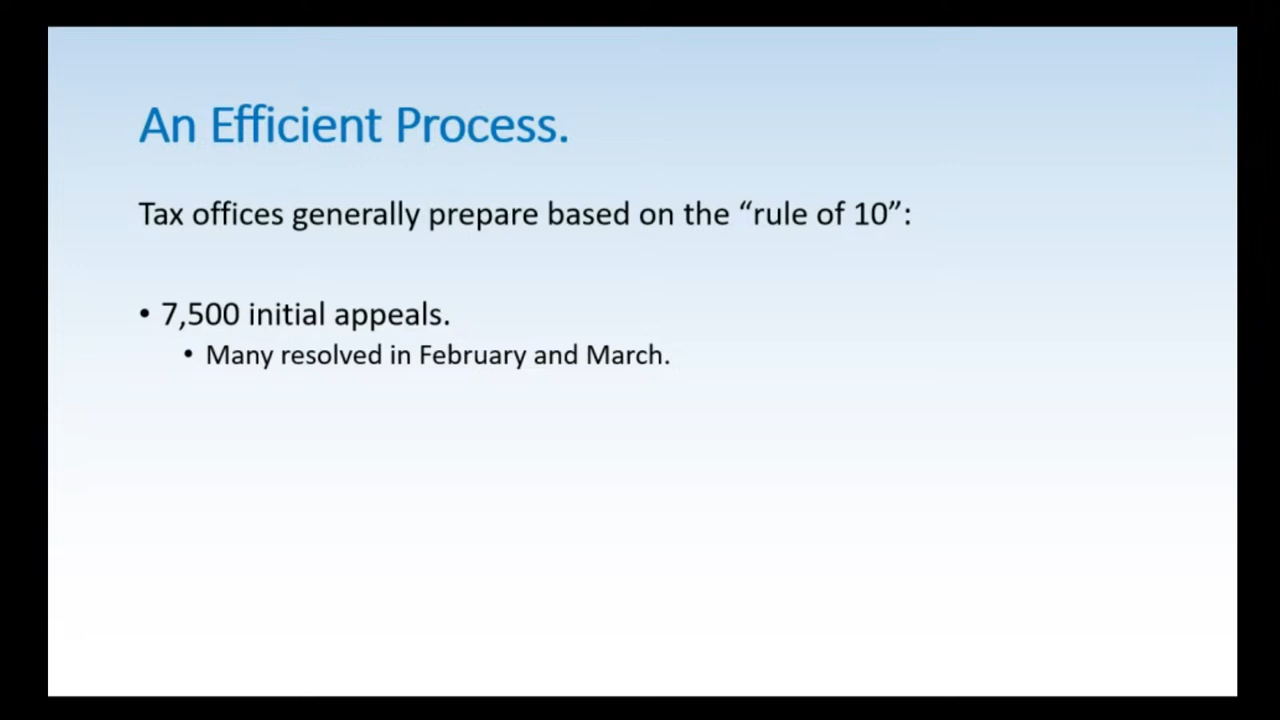 An Efficient Process.
Tax offices generally prepare based on the “rule of 10”:
• 7,500 initial appeals.
• Many resolved in February and March.